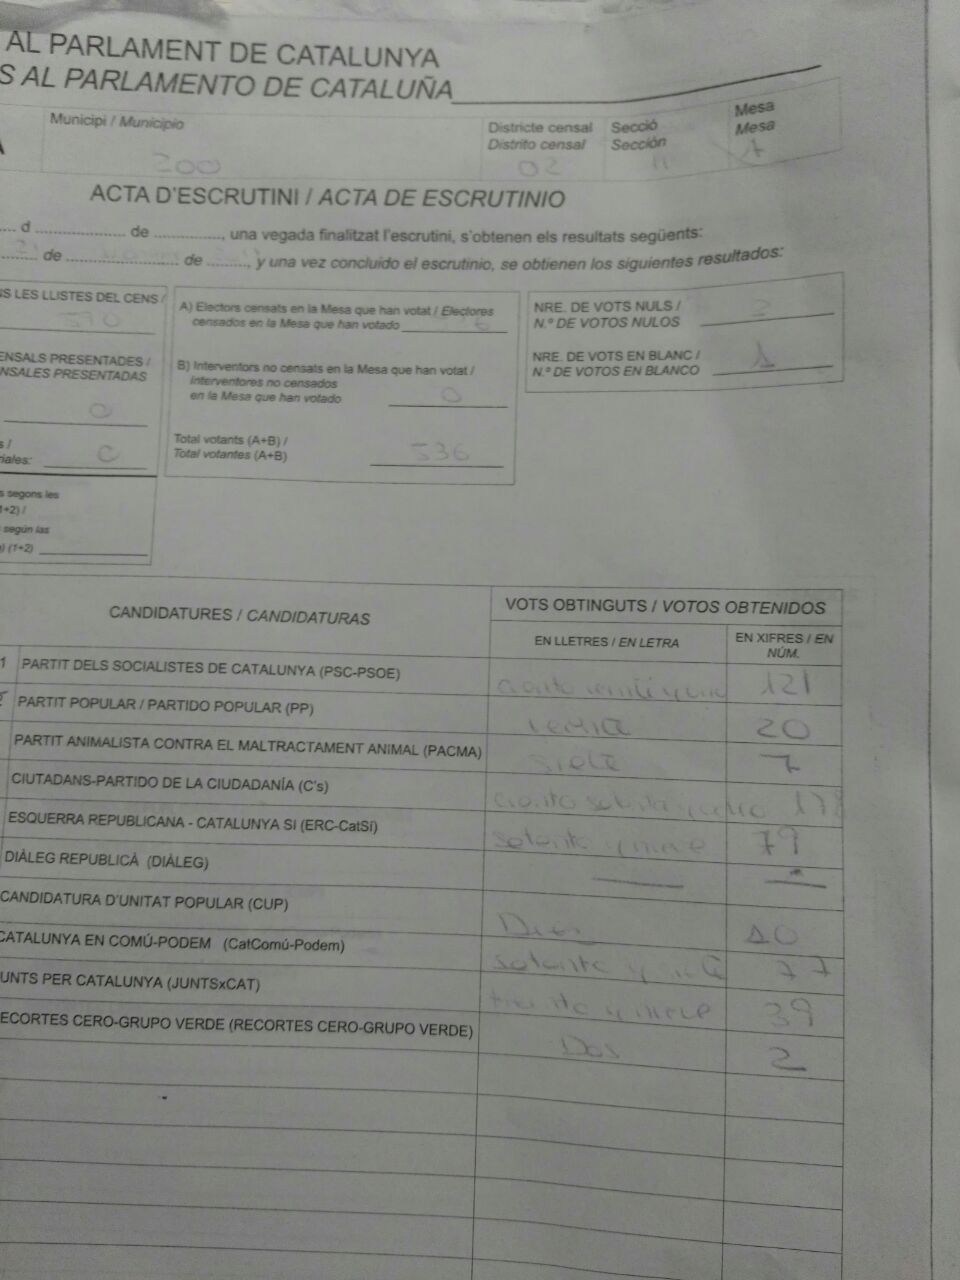 AL PARLAMENT DE CATALUNYA
S AL PARLAMENTO DE CATALUÑA
Municipi / Municipio
200
Districte censal
Distrito censal
02
Secció
Sección
11
Mesa
Mesa
A
ACTA D'ESCRUTINI / ACTA DE ESCRUTINIO
d de , una vegada finalitzat l'escrutini, s'obtenen els resultats següents:
21 de de , y una vez concluido el escrutinio, se obtienen los siguientes resultados:
S LES LLISTES DEL CENS /
ENSALS PRESENTADES /
NSALES PRESENTADAS
0
s /
iales: 0
s segons les
1+2) /
según las
) (1+2)
A) Electors censats en la Mesa que han votat / Electores
censados en la Mesa que han votado
B) Interventors no censats en la Mesa que han votat /
Interventores no censados
en la Mesa que han votado 0
Total votants (A+B) /
Total votantes (A+B) 536
NRE. DE VOTS NULS /
N.º DE VOTOS NULOS 2
NRE. DE VOTS EN BLANC /
N.º DE VOTOS EN BLANCO 1
CANDIDATURES / CANDIDATURAS
VOTS OBTINGUTS / VOTOS OBTENIDOS
EN LLETRES / EN LETRA
EN XIFRES / EN NÚM.
1 PARTIT DELS SOCIALISTES DE CATALUNYA (PSC-PSOE) 121
PARTIT POPULAR / PARTIDO POPULAR (PP) 20
PARTIT ANIMALISTA CONTRA EL MALTRACTAMENT ANIMAL (PACMA) siete 7
CIUTADANS-PARTIDO DE LA CIUDADANÍA (C's) 178
ESQUERRA REPUBLICANA - CATALUNYA SI (ERC-CatSí) setenta y nueve 79
DIÀLEG REPUBLICÀ (DIÀLEG) — —
CANDIDATURA D'UNITAT POPULAR (CUP) Diez 10
CATALUNYA EN COMÚ-PODEM (CatComú-Podem) setenta y siete 77
UNTS PER CATALUNYA (JUNTSxCAT) treinta y nueve 39
ECORTES CERO-GRUPO VERDE (RECORTES CERO-GRUPO VERDE) Dos 2